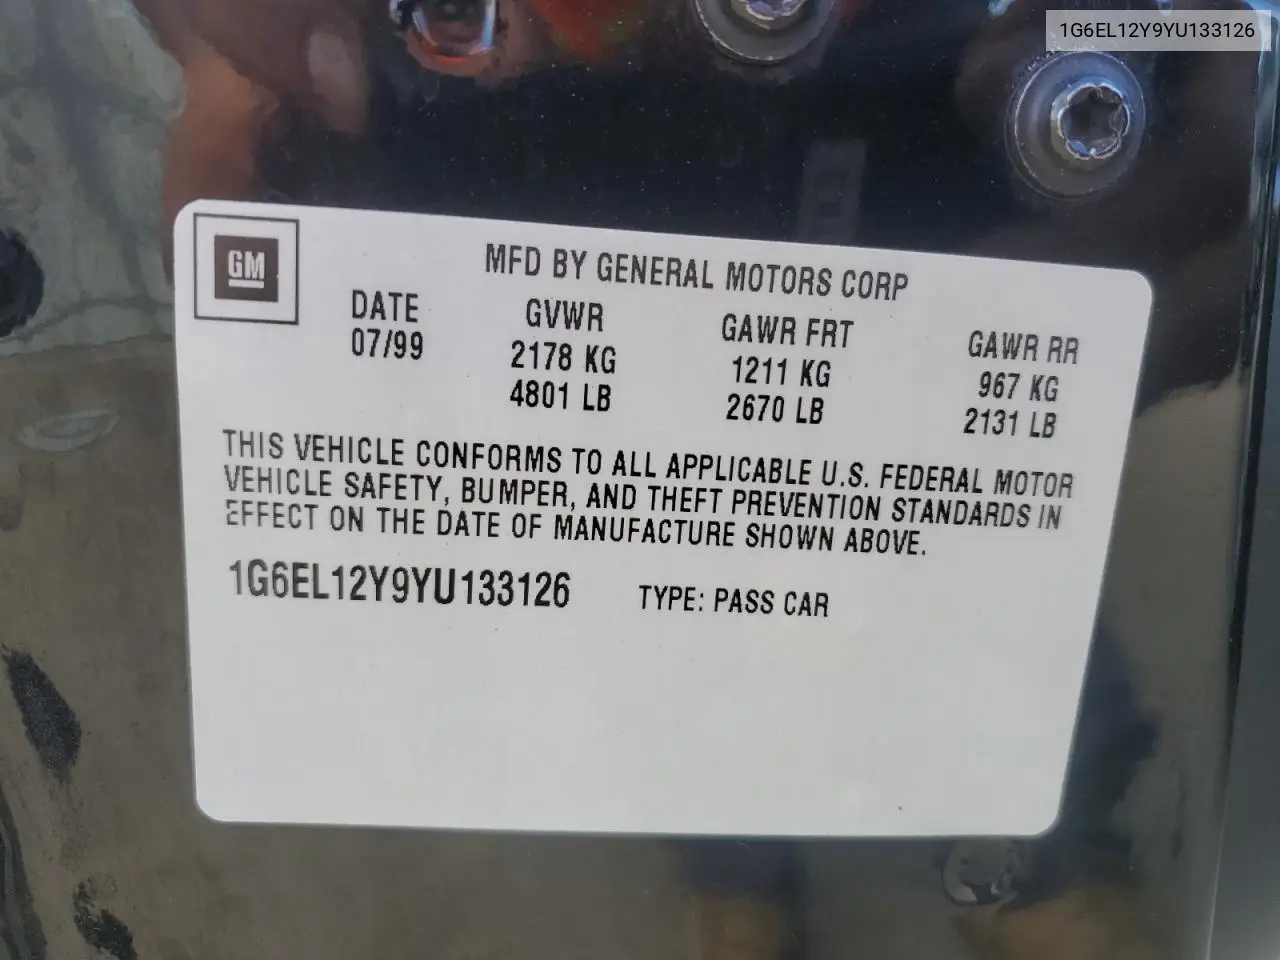 1G6EL12Y9YU133126
GM
MFD BY GENERAL MOTORS CORP
DATE GVWR GAWR FRT GAWR RR
07/99 2178 KG 1211 KG 967 KG
4801 LB 2670 LB 2131 LB
THIS VEHICLE CONFORMS TO ALL APPLICABLE U.S. FEDERAL MOTOR
VEHICLE SAFETY, BUMPER, AND THEFT PREVENTION STANDARDS IN
EFFECT ON THE DATE OF MANUFACTURE SHOWN ABOVE.
1G6EL12Y9YU133126 TYPE: PASS CAR